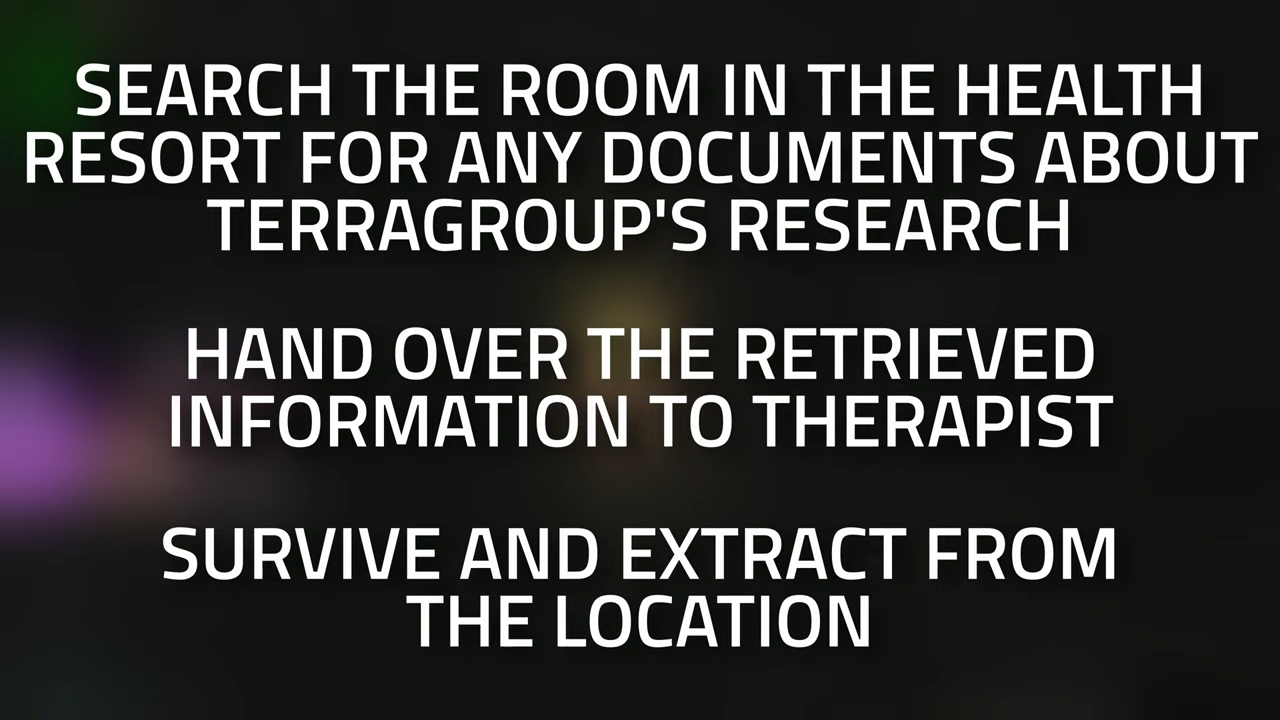 SEARCH THE ROOM IN THE HEALTH
RESORT FOR ANY DOCUMENTS ABOUT
TERRAGROUP'S RESEARCH
HAND OVER THE RETRIEVED
INFORMATION TO THERAPIST
SURVIVE AND EXTRACT FROM
THE LOCATION